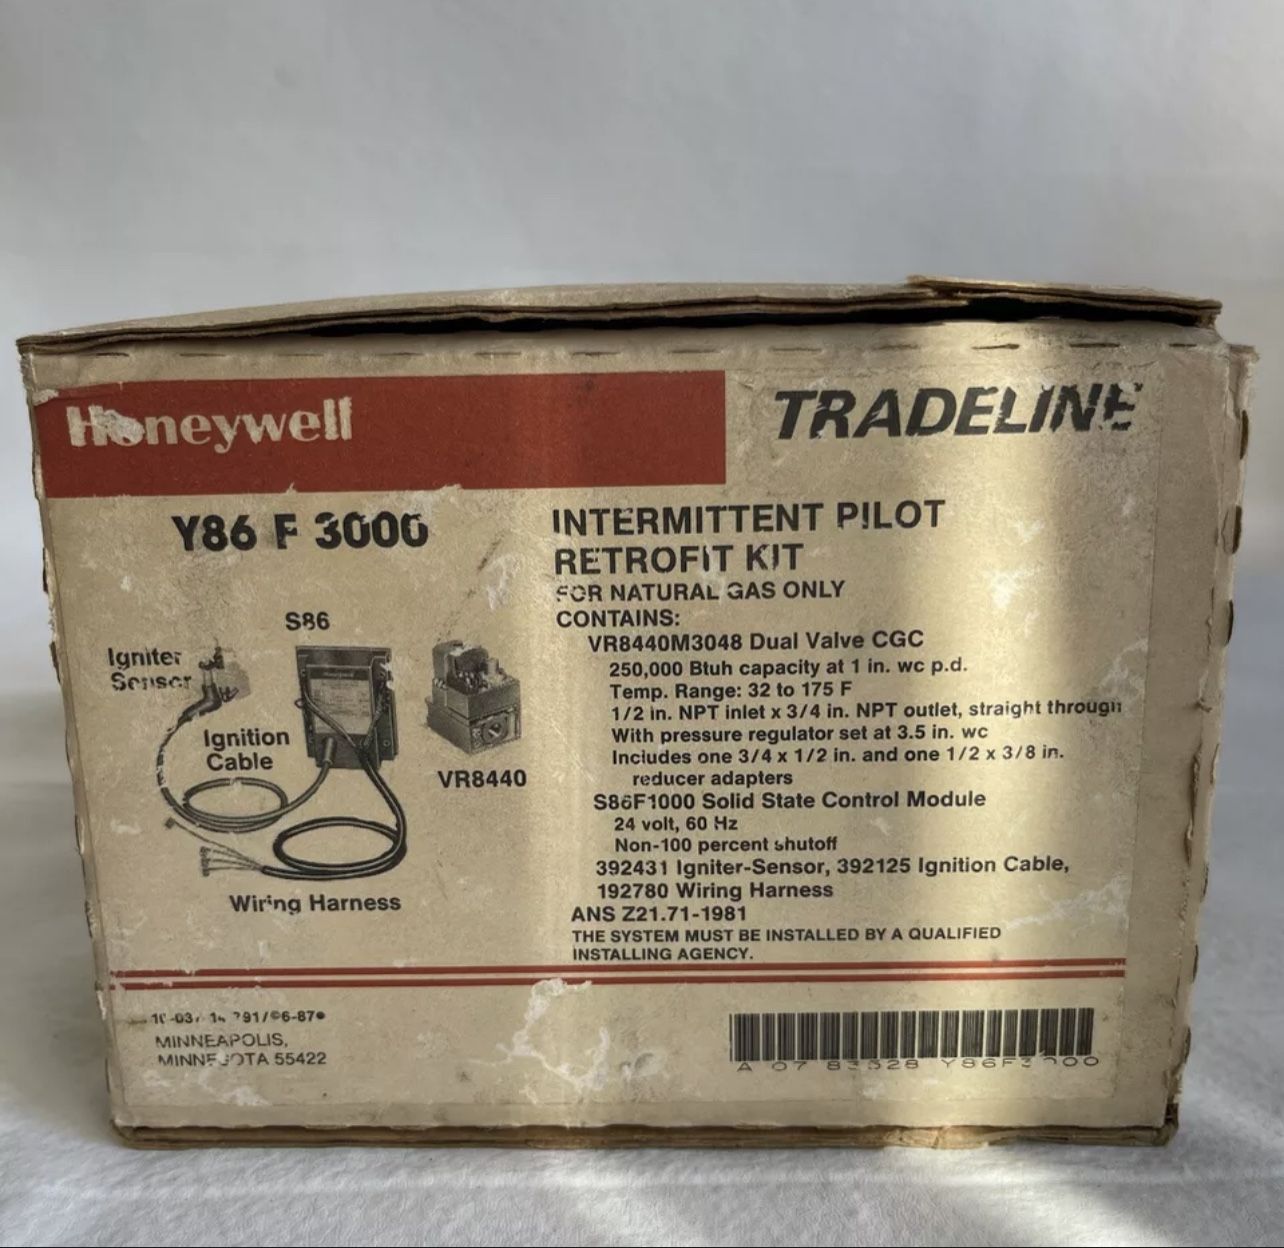 Honeywell
TRADELINE
Y86 F 3000
S86
Igniter
Sensor
Ignition
Cable
VR8440
Wiring Harness
INTERMITTENT PILOT
RETROFIT KIT
FOR NATURAL GAS ONLY
CONTAINS:
VR8440M3048 Dual Valve CGC
250,000 Btuh capacity at 1 in. wc p.d.
Temp. Range: 32 to 175 F
1/2 in. NPT inlet x 3/4 in. NPT outlet, straight through
With pressure regulator set at 3.5 in. wc
Includes one 3/4 x 1/2 in. and one 1/2 x 3/8 in.
reducer adapters
S86F1000 Solid State Control Module
24 volt, 60 Hz
Non-100 percent shutoff
392431 Igniter-Sensor, 392125 Ignition Cable,
192780 Wiring Harness
ANS Z21.71-1981
THE SYSTEM MUST BE INSTALLED BY A QUALIFIED
INSTALLING AGENCY.
MINNEAPOLIS,
MINNESOTA 55422
A 07 83328 Y86F3000